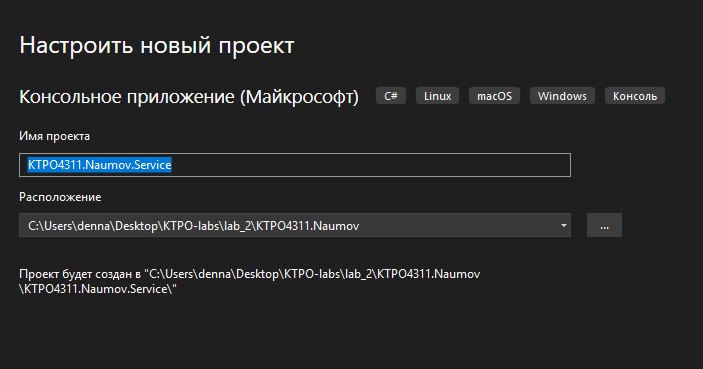 Настроить новый проект
Консольное приложение (Майкрософт) C# Linux macOS Windows Консоль
Имя проекта
KTPO4311.Naumov.Service
Расположение
C:\Users\denna\Desktop\KTPO-labs\lab_2\KTPO4311.Naumov ...
Проект будет создан в "C:\Users\denna\Desktop\KTPO-labs\lab_2\KTPO4311.Naumov
\KTPO4311.Naumov.Service\"